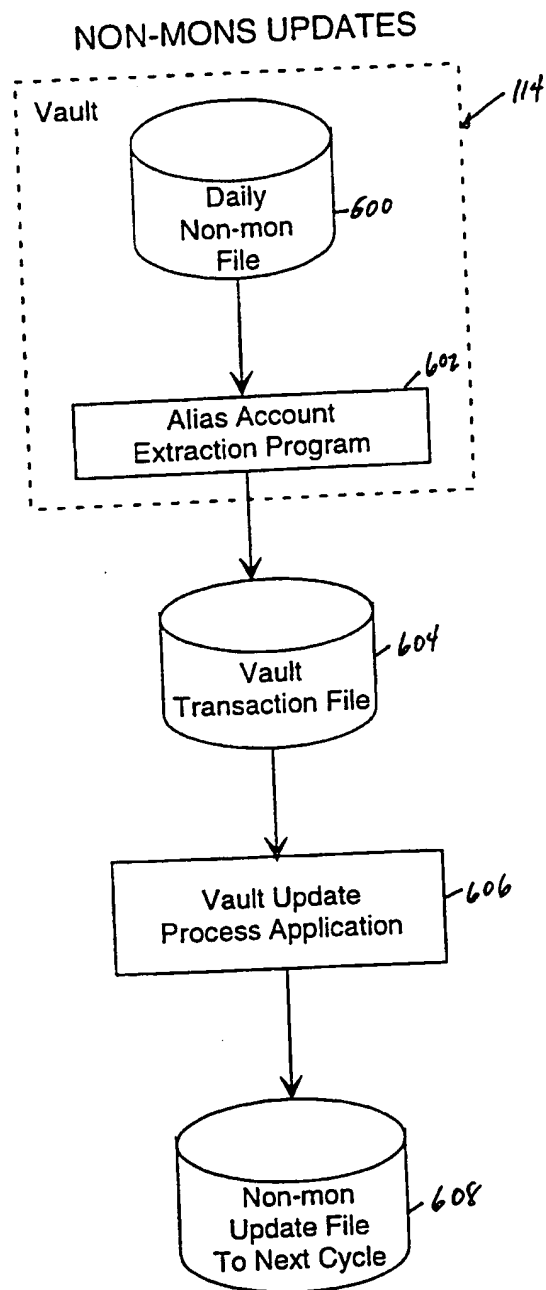 NON-MONS UPDATES
114
Vault
Daily
Non-mon
File
600
602
Alias Account
Extraction Program
604
Vault
Transaction File
Vault Update
Process Application
606
Non-mon
Update File
To Next Cycle
608